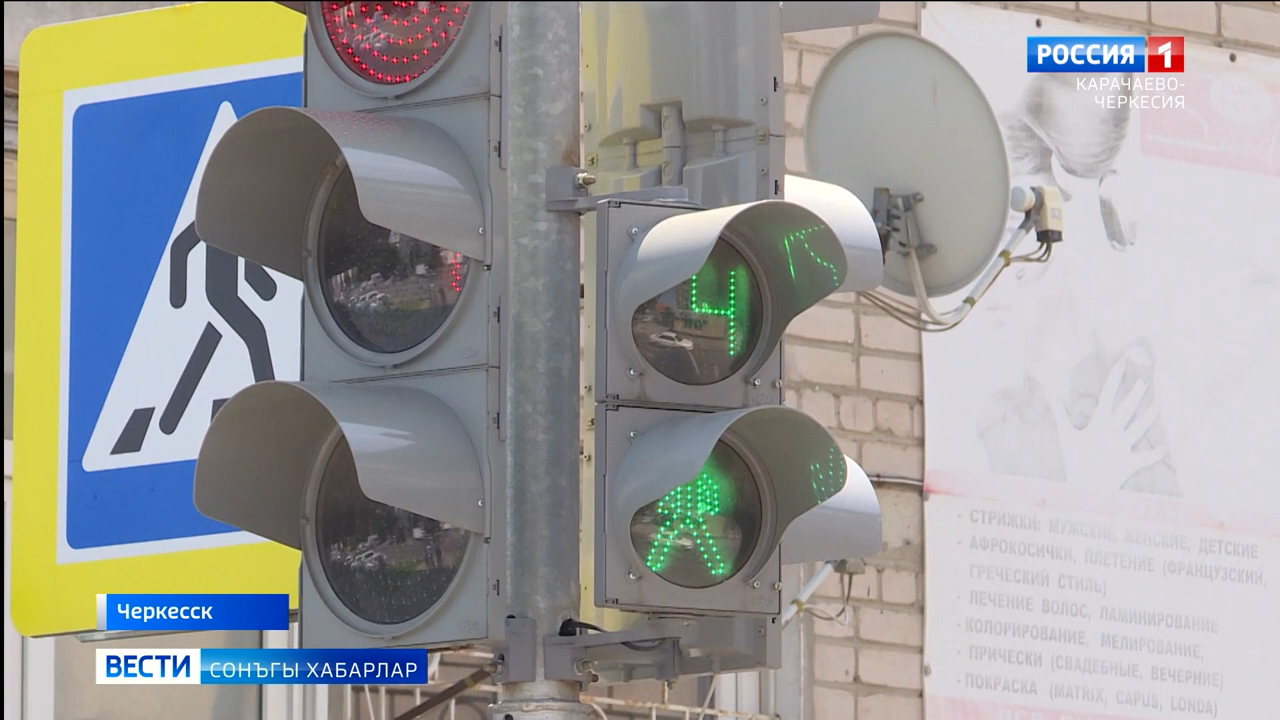 РОССИЯ 1
КАРАЧАЕВО-
ЧЕРКЕСИЯ
4
- СТРИЖКИ: МУЖСКИЕ, ЖЕНСКИЕ, ДЕТСКИЕ
- АФРОКОСИЧКИ, ПЛЕТЕНИЕ (ФРАНЦУЗСКИЙ,
ГРЕЧЕСКИЙ СТИЛЬ)
- ЛЕЧЕНИЕ ВОЛОС, ЛАМИНИРОВАНИЕ
- КОЛОРИРОВАНИЕ, МЕЛИРОВАНИЕ,
- ПРИЧЕСКИ (СВАДЕБНЫЕ, ВЕЧЕРНИЕ)
- ПОКРАСКА (MATRIX, CAPUS, LONDA)
Черкесск
ВЕСТИ СОНЪГЫ ХАБАРЛАР